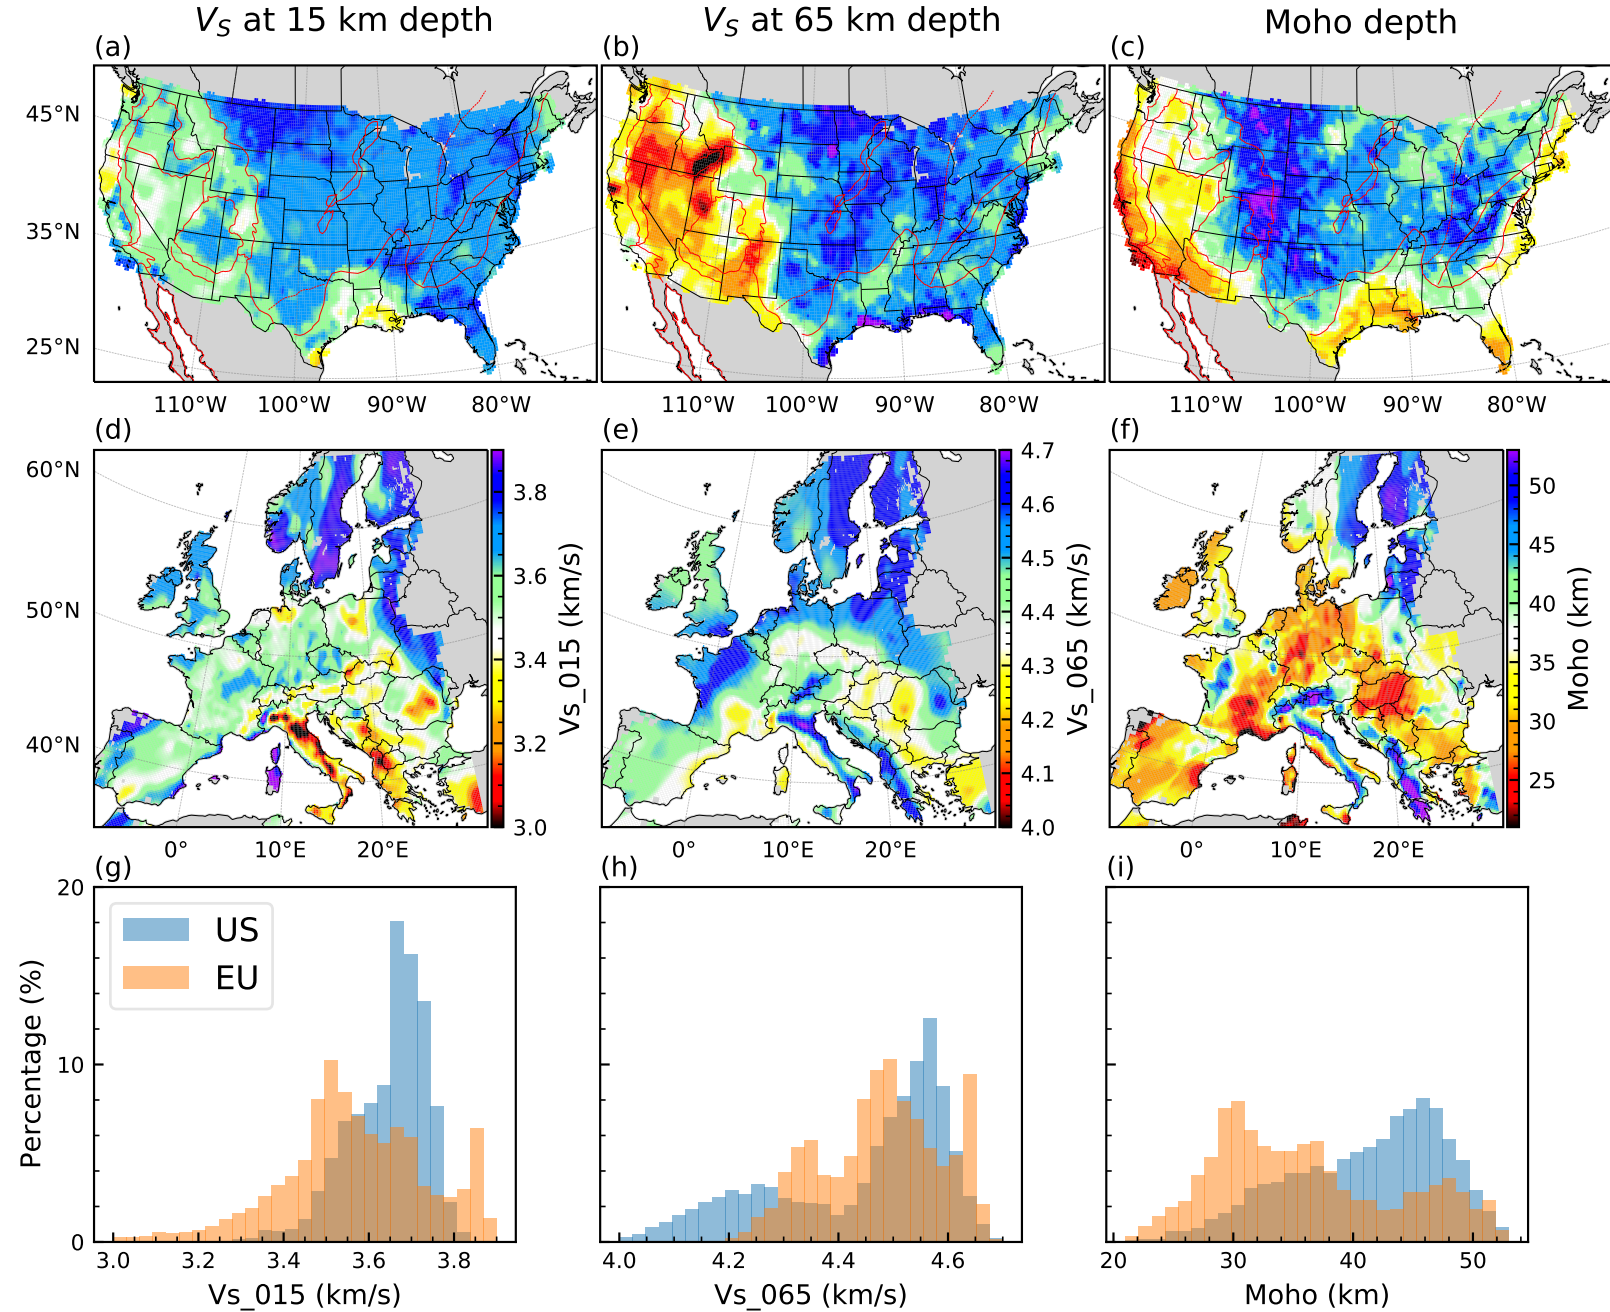 V_S at 15 km depth
V_S at 65 km depth
Moho depth
(a)
(b)
(c)
45°N
35°N
25°N
110°W
100°W
90°W
80°W
110°W
100°W
90°W
80°W
110°W
100°W
90°W
80°W
(d)
(e)
(f)
60°N
50°N
40°N
0°
10°E
20°E
0°
10°E
20°E
0°
10°E
20°E
3.8
3.6
3.4
3.2
3.0
Vs_015 (km/s)
4.7
4.6
4.5
4.4
4.3
4.2
4.1
4.0
Vs_065 (km/s)
50
45
40
35
30
25
Moho (km)
(g)
(h)
(i)
20
10
0
Percentage (%)
US
EU
3.0
3.2
3.4
3.6
3.8
Vs_015 (km/s)
4.0
4.2
4.4
4.6
Vs_065 (km/s)
20
30
40
50
Moho (km)